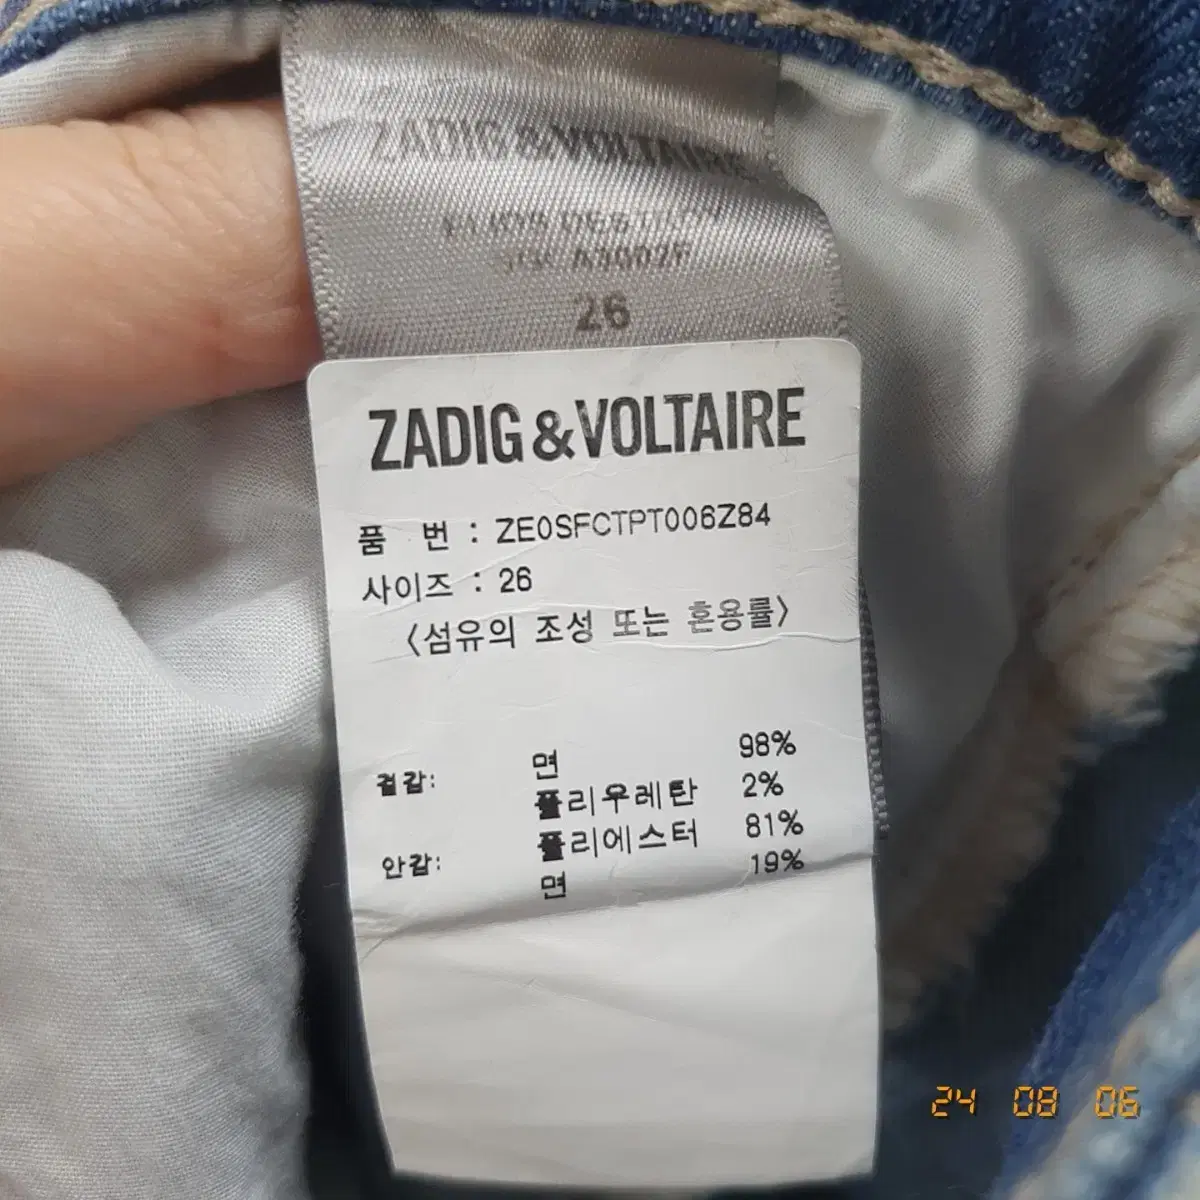 ZADIG & VOLTAIRE
26
ZADIG & VOLTAIRE
품 번 : ZE0SFCTPT006Z84
사이즈 : 26
<섬유의 조성 또는 혼용률>
겉감: 면 98%
폴리우레탄 2%
폴리에스터 81%
안감: 면 19%
24 08 06